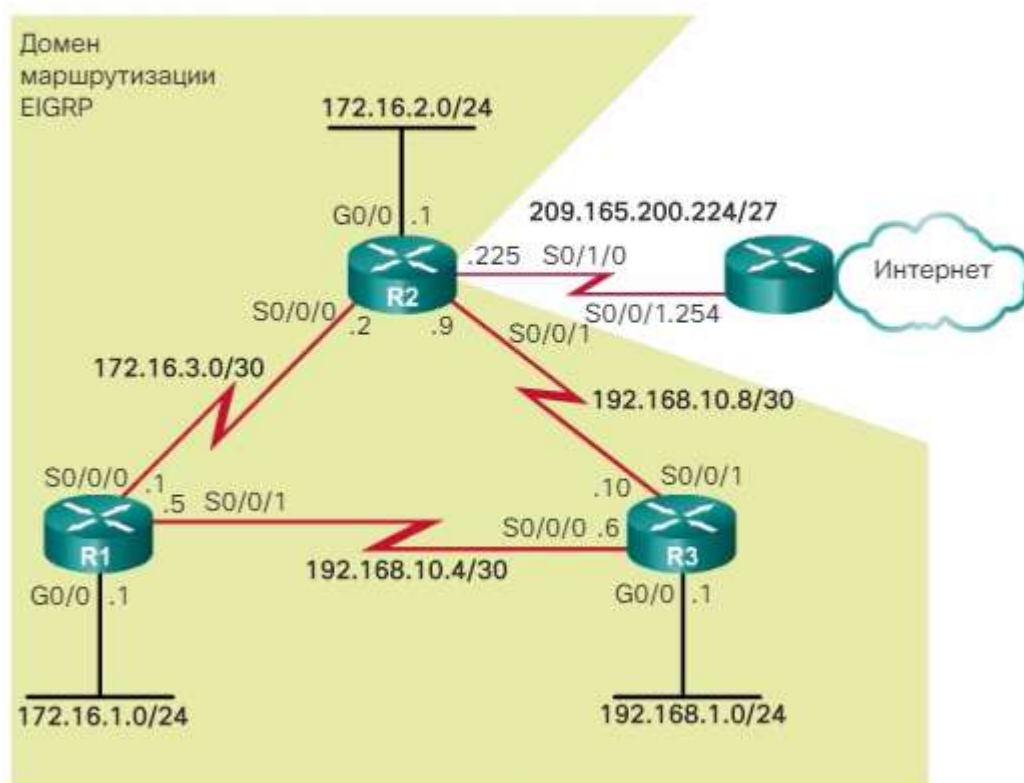 Домен
маршрутизации
EIGRP
172.16.2.0/24
G0/0 .1
209.165.200.224/27
.225 S0/1/0
R2
Интернет
S0/0/1.254
S0/0/0 .2 .9 S0/0/1
172.16.3.0/30
192.168.10.8/30
S0/0/0 .1
.5 S0/0/1
.10 S0/0/1
S0/0/0 .6
R1
R3
192.168.10.4/30
G0/0 .1
G0/0 .1
172.16.1.0/24
192.168.1.0/24